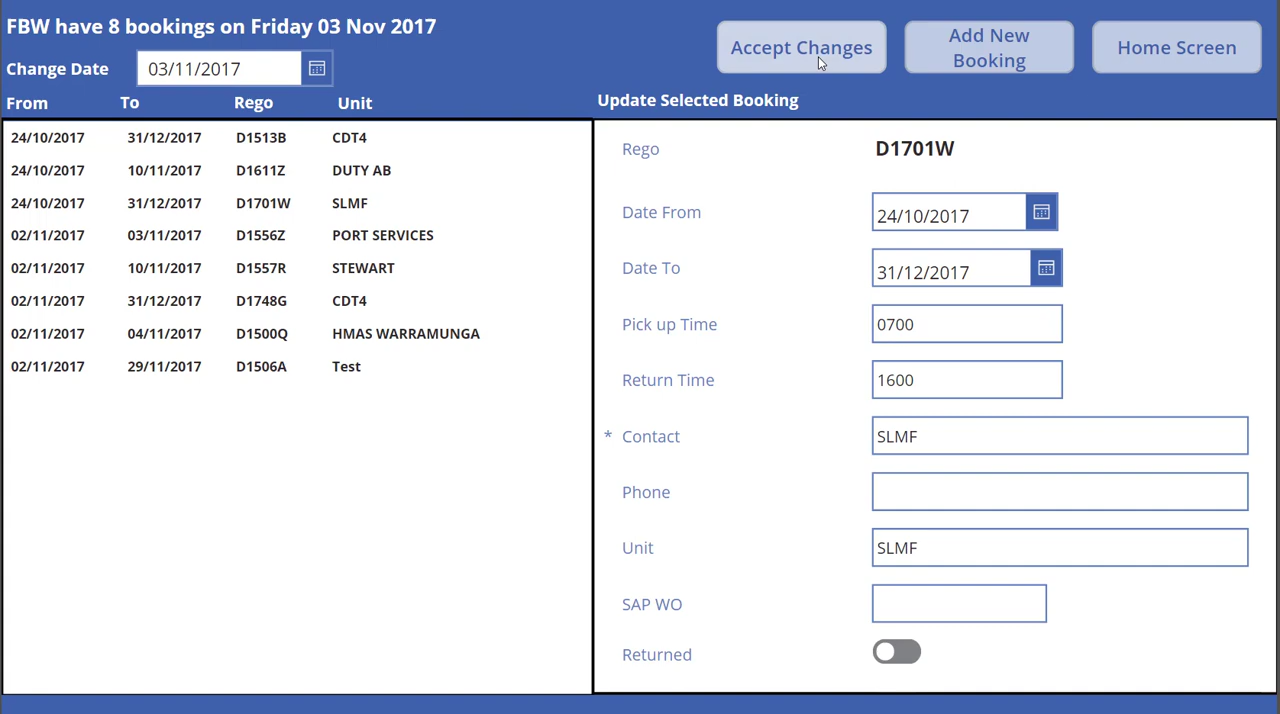 FBW have 8 bookings on Friday 03 Nov 2017
Change Date 03/11/2017
Accept Changes
Add New
Booking
Home Screen
From To Rego Unit
24/10/2017 31/12/2017 D1513B CDT4
24/10/2017 10/11/2017 D1611Z DUTY AB
24/10/2017 31/12/2017 D1701W SLMF
02/11/2017 03/11/2017 D1556Z PORT SERVICES
02/11/2017 10/11/2017 D1557R STEWART
02/11/2017 31/12/2017 D1748G CDT4
02/11/2017 04/11/2017 D1500Q HMAS WARRAMUNGA
02/11/2017 29/11/2017 D1506A Test
Update Selected Booking
Rego D1701W
Date From 24/10/2017
Date To 31/12/2017
Pick up Time 0700
Return Time 1600
* Contact SLMF
Phone
Unit SLMF
SAP WO
Returned